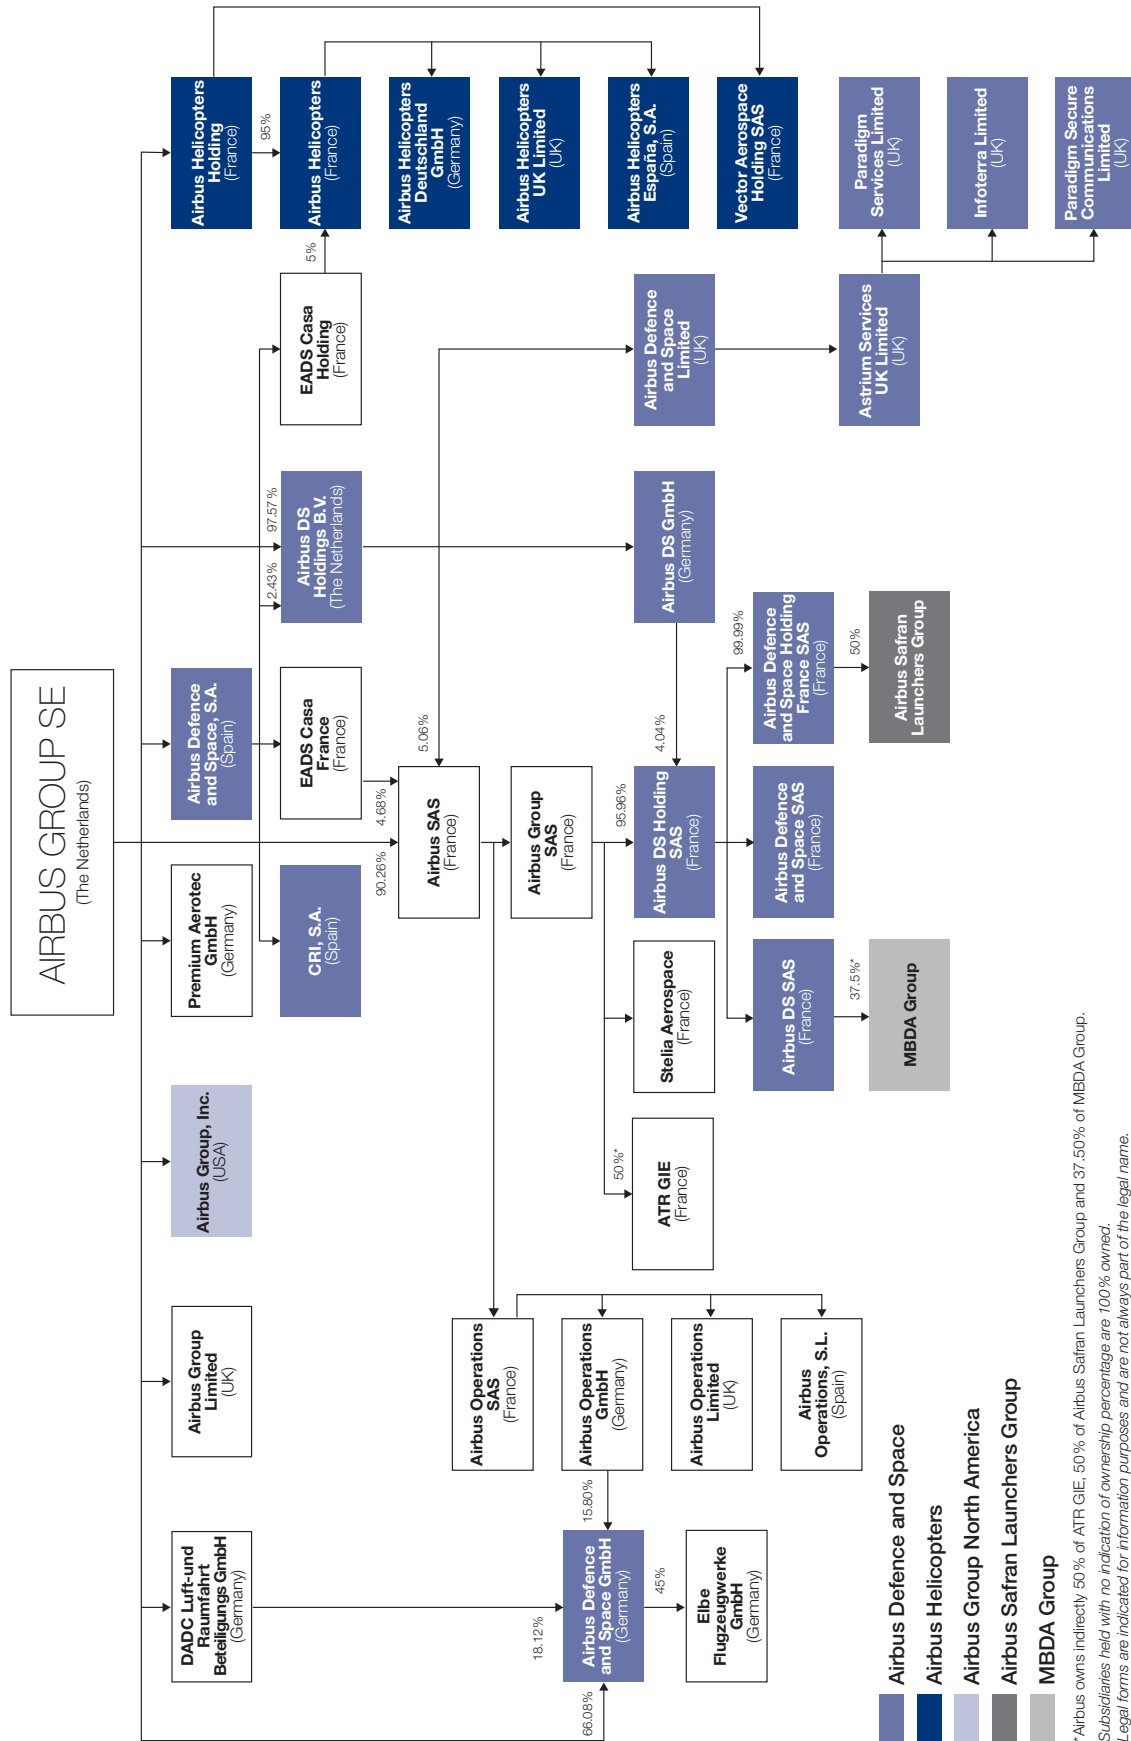 AIRBUS GROUP SE
(The Netherlands)
DADC Luft-und
Raumfahrt
Beteiligungs GmbH
(Germany)
Airbus Group
Limited
(UK)
Airbus Group, Inc.
(USA)
Premium Aerotec
GmbH
(Germany)
Airbus Defence
and Space, S.A.
(Spain)
Airbus Helicopters
Holding
(France)
95%
2.43%
97.57%
CRI, S.A.
(Spain)
EADS Casa
France
(France)
Airbus DS
Holdings B.V.
(The Netherlands)
EADS Casa
Holding
(France)
5%
Airbus Helicopters
(France)
90.26%
4.68%
5.06%
Airbus SAS
(France)
Airbus Helicopters
Deutschland
GmbH
(Germany)
Airbus Operations
SAS
(France)
Airbus Group
SAS
(France)
Airbus Helicopters
UK Limited
(UK)
66.08%
18.12%
15.80%
Airbus Defence
and Space GmbH
(Germany)
Airbus Operations
GmbH
(Germany)
50%*
95.96%
4.04%
ATR GIE
(France)
Stelia Aerospace
(France)
Airbus DS Holding
SAS
(France)
Airbus DS GmbH
(Germany)
Airbus Defence
and Space
Limited
(UK)
Airbus Helicopters
España, S.A.
(Spain)
45%
Elbe
Flugzeugwerke
GmbH
(Germany)
Airbus Operations
Limited
(UK)
99.99%
Vector Aerospace
Holding SAS
(France)
Airbus
Operations, S.L.
(Spain)
Airbus DS SAS
(France)
Airbus Defence
and Space SAS
(France)
Airbus Defence
and Space Holding
France SAS
(France)
37.5%*
50%
MBDA Group
Airbus Safran
Launchers Group
Astrium Services
UK Limited
(UK)
Paradigm
Services Limited
(UK)
Infoterra Limited
(UK)
Paradigm Secure
Communications
Limited
(UK)
Airbus Defence and Space
Airbus Helicopters
Airbus Group North America
Airbus Safran Launchers Group
MBDA Group
*Airbus owns indirectly 50% of ATR GIE, 50% of Airbus Safran Launchers Group and 37.50% of MBDA Group.
Subsidiaries held with no indication of ownership percentage are 100% owned.
Legal forms are indicated for information purposes and are not always part of the legal name.